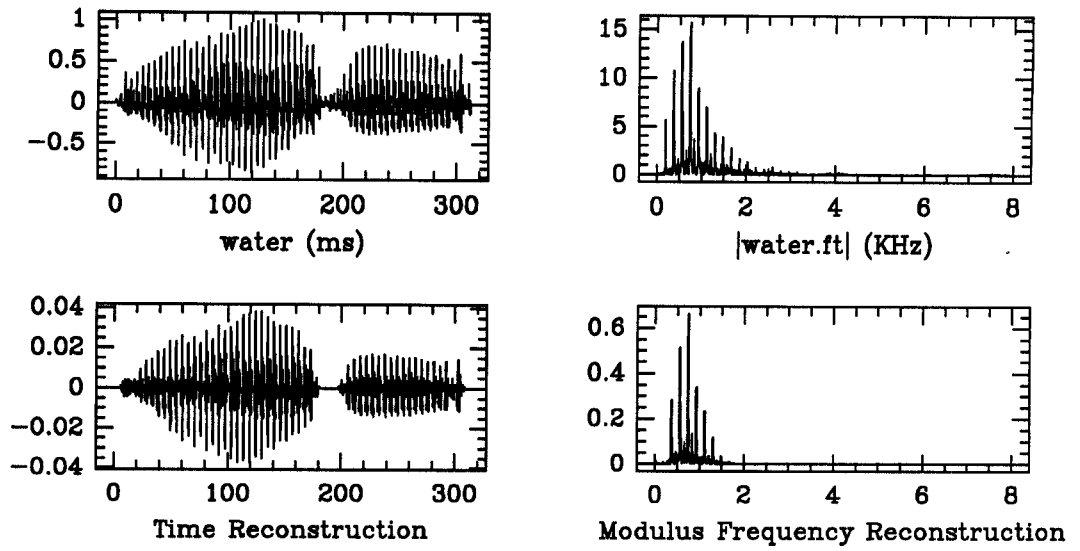 1
0.5
0
−0.5
0 100 200 300
water (ms)
15
10
5
0
0 2 4 6 8
|water.ft| (KHz)
0.04
0.02
0
−0.02
−0.04
0 100 200 300
Time Reconstruction
0.6
0.4
0.2
0
0 2 4 6 8
Modulus Frequency Reconstruction